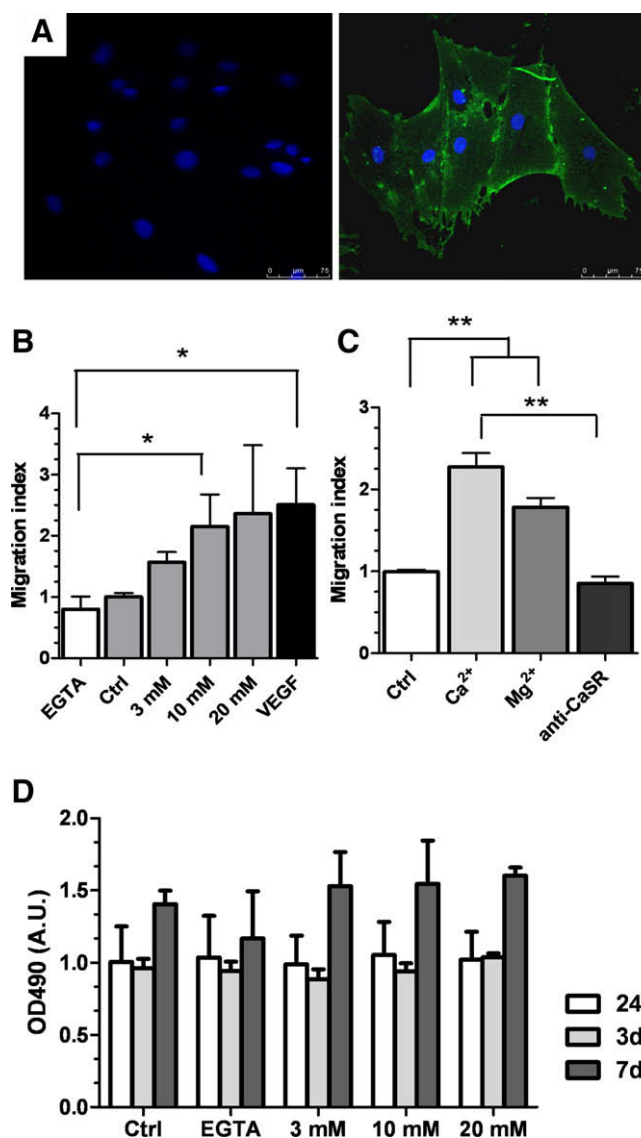 A
0 µm 75
0 µm 75
B
*
*
Migration index
4
3
2
1
0
EGTA
Ctrl
3 mM
10 mM
20 mM
VEGF
C
**
**
Migration index
3
2
1
0
Ctrl
Ca²⁺
Mg²⁺
anti-CaSR
D
OD490 (A.U.)
2.0
1.5
1.0
0.5
0.0
Ctrl
EGTA
3 mM
10 mM
20 mM
24
3d
7d